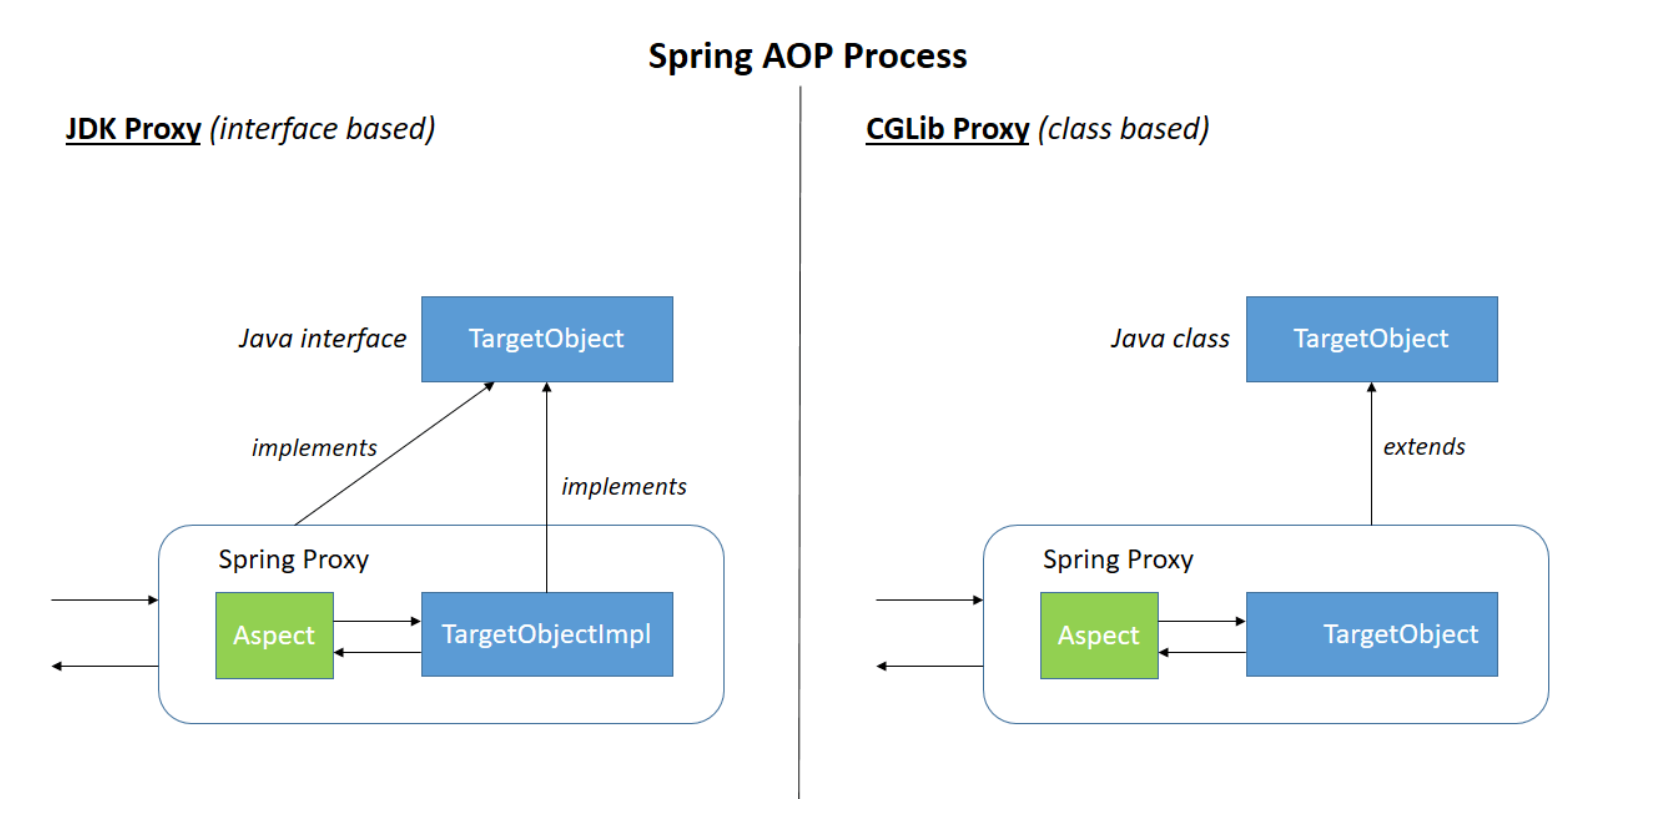 Spring AOP Process
JDK Proxy (interface based)
Java interface
TargetObject
implements
implements
Spring Proxy
Aspect
TargetObjectImpl
CGLib Proxy (class based)
Java class
TargetObject
extends
Spring Proxy
Aspect
TargetObject